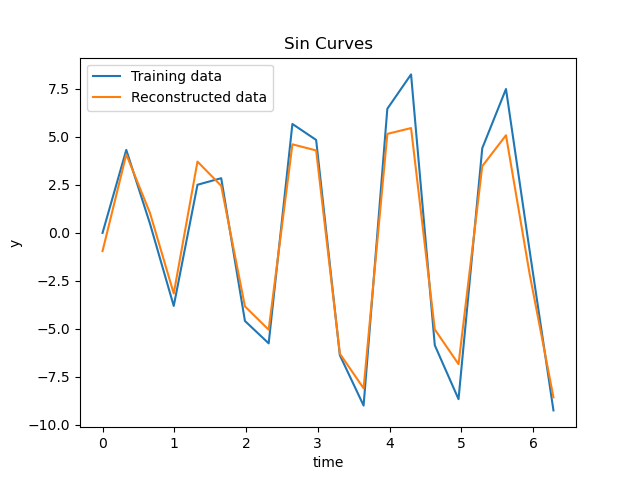 Sin Curves
Training data
Reconstructed data
7.5
5.0
2.5
0.0
−2.5
−5.0
−7.5
−10.0
y
0 1 2 3 4 5 6
time